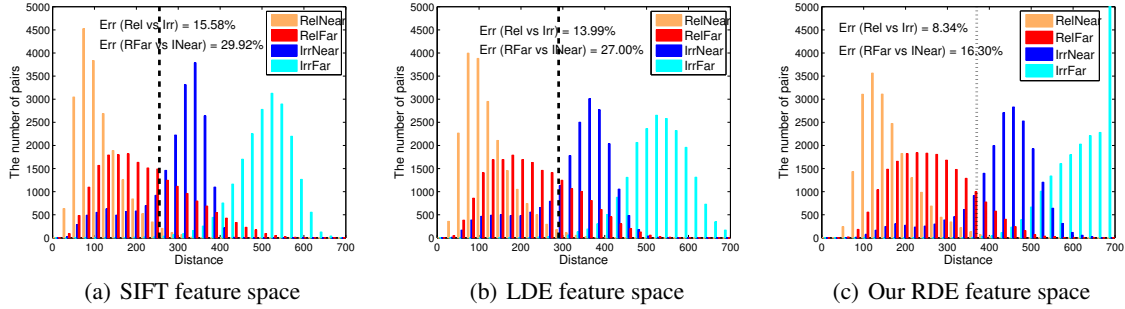 5000
4500
4000
3500
3000
2500
2000
1500
1000
500
0
The number of pairs
Err (Rel vs Irr) = 15.58%
Err (RFar vs INear) = 29.92%
RelNear
RelFar
IrrNear
IrrFar
0 100 200 300 400 500 600 700
Distance
(a) SIFT feature space
5000
4500
4000
3500
3000
2500
2000
1500
1000
500
0
The number of pairs
Err (Rel vs Irr) = 13.99%
Err (RFar vs INear) = 27.00%
RelNear
RelFar
IrrNear
IrrFar
0 100 200 300 400 500 600 700
Distance
(b) LDE feature space
5000
4500
4000
3500
3000
2500
2000
1500
1000
500
0
The number of pairs
Err (Rel vs Irr) = 8.34%
Err (RFar vs INear) = 16.30%
RelNear
RelFar
IrrNear
IrrFar
0 100 200 300 400 500 600 700
Distance
(c) Our RDE feature space